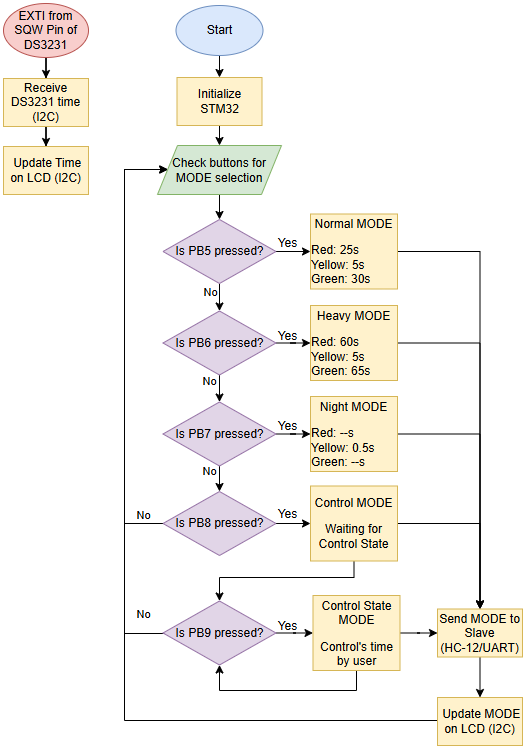 EXTI from
SQW Pin of
DS3231
Receive
DS3231 time
(I2C)
Update Time
on LCD (I2C)
Start
Initialize
STM32
Check buttons for
MODE selection
Is PB5 pressed?
Yes
No
Normal MODE
Red: 25s
Yellow: 5s
Green: 30s
Is PB6 pressed?
Yes
No
Heavy MODE
Red: 60s
Yellow: 5s
Green: 65s
Is PB7 pressed?
Yes
No
Night MODE
Red: --s
Yellow: 0.5s
Green: --s
No
Is PB8 pressed?
Yes
Control MODE
Waiting for
Control State
No
Is PB9 pressed?
Yes
Control State
MODE
Control's time
by user
Send MODE to
Slave
(HC-12/UART)
Update MODE
on LCD (I2C)